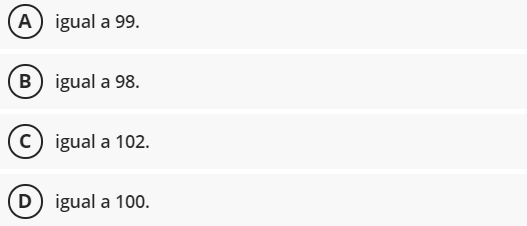 A igual a 99.
B igual a 98.
C igual a 102.
D igual a 100.